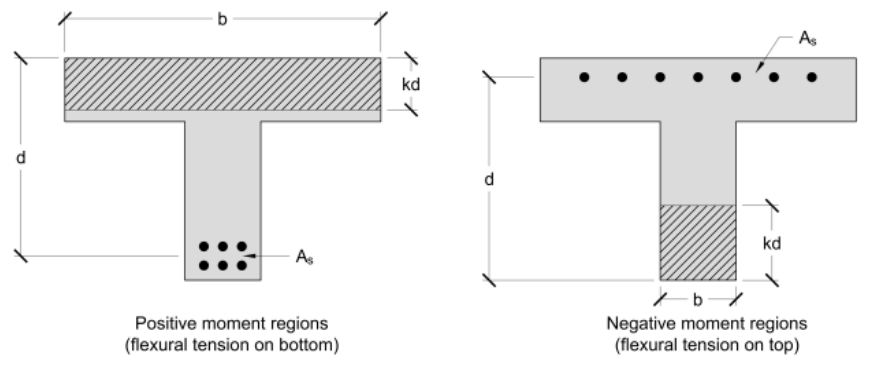 b
A_s
kd
d
d
A_s
kd
b
Positive moment regions
(flexural tension on bottom)
Negative moment regions
(flexural tension on top)